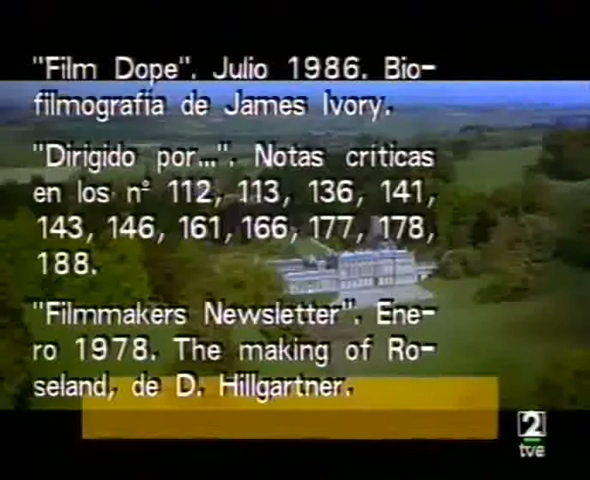 "Film Dope". Julio 1986. Bio-
filmografía de James Ivory.
"Dirigido por...". Notas críticas
en los nº 112, 113, 136, 141,
143, 146, 161, 166, 177, 178,
188.
"Filmmakers Newsletter". Ene-
ro 1978. The making of Ro-
seland, de D. Hillgartner.
2
tve